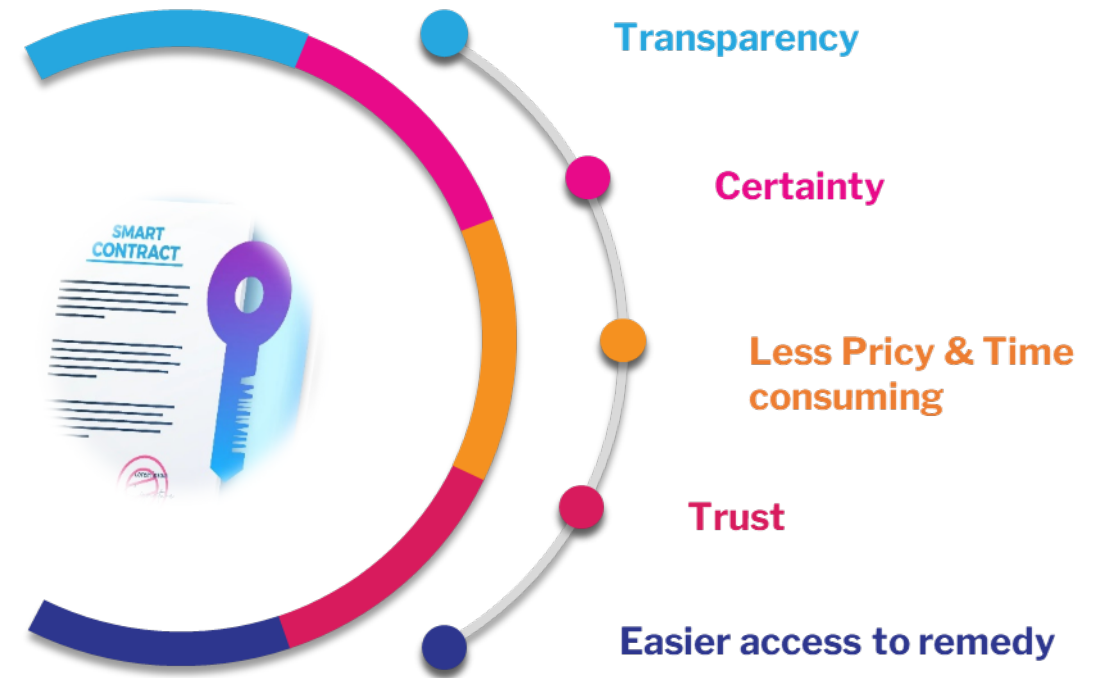 Transparency
Certainty
SMART
CONTRACT
Less Pricy & Time
consuming
Trust
Easier access to remedy